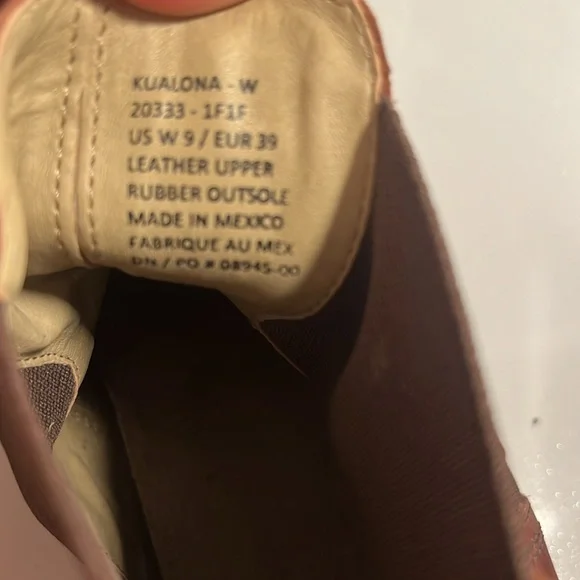 KUALONA - W
20333 - 1F1F
US W 9 / EUR 39
LEATHER UPPER
RUBBER OUTSOLE
MADE IN MEXICO
FABRIQUE AU MEX
DN / PO # 08945-00